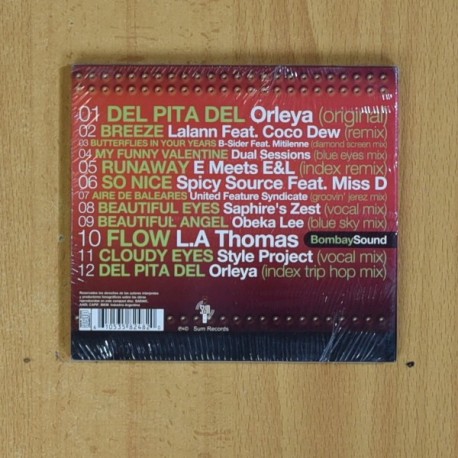 01 DEL PITA DEL Orleya (original)
02 BREEZE Lalann Feat. Coco Dew (remix)
03 BUTTERFLIES IN YOUR YEARS B-Sider Feat. Mitilenne (diamond screen mix)
04 MY FUNNY VALENTINE Dual Sessions (blue eyes mix)
05 RUNAWAY E Meets E&L (index remix)
06 SO NICE Spicy Source Feat. Miss D
07 AIRE DE BALEARES United Feature Syndicate (groovin' jerez mix)
08 BEAUTIFUL EYES Saphire's Zest (vocal mix)
09 BEAUTIFUL ANGEL Obeka Lee (blue sky mix)
10 FLOW L.A Thomas BombaySound
11 CLOUDY EYES Style Project (vocal mix)
12 DEL PITA DEL Orleya (index trip hop mix)
Sum Records